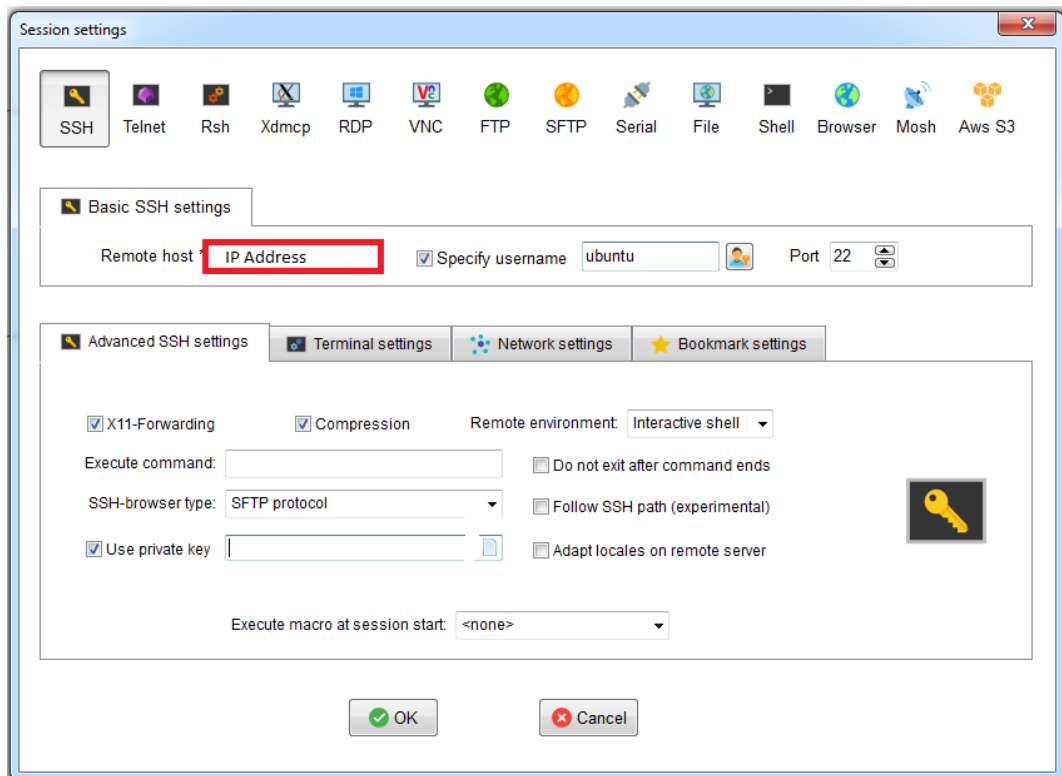 Session settings
SSH Telnet Rsh Xdmcp RDP VNC FTP SFTP Serial File Shell Browser Mosh Aws S3
Basic SSH settings
Remote host * IP Address Specify username ubuntu Port 22
Advanced SSH settings Terminal settings Network settings Bookmark settings
X11-Forwarding Compression Remote environment: Interactive shell
Execute command: Do not exit after command ends
SSH-browser type: SFTP protocol Follow SSH path (experimental)
Use private key Adapt locales on remote server
Execute macro at session start: <none>
OK Cancel